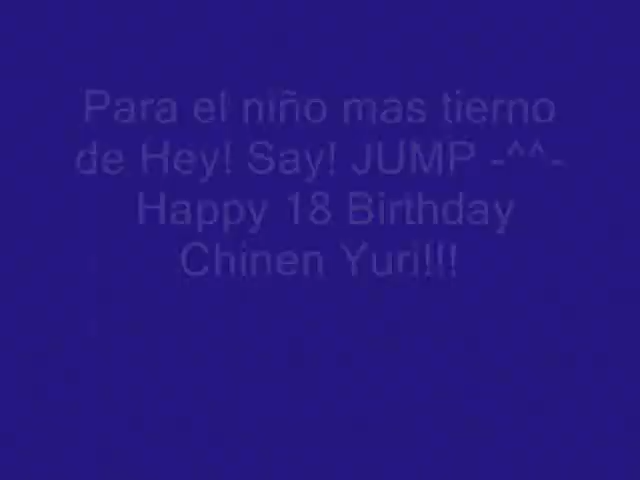 Para el niño mas tierno
de Hey! Say! JUMP -^^-
Happy 18 Birthday
Chinen Yuri!!!